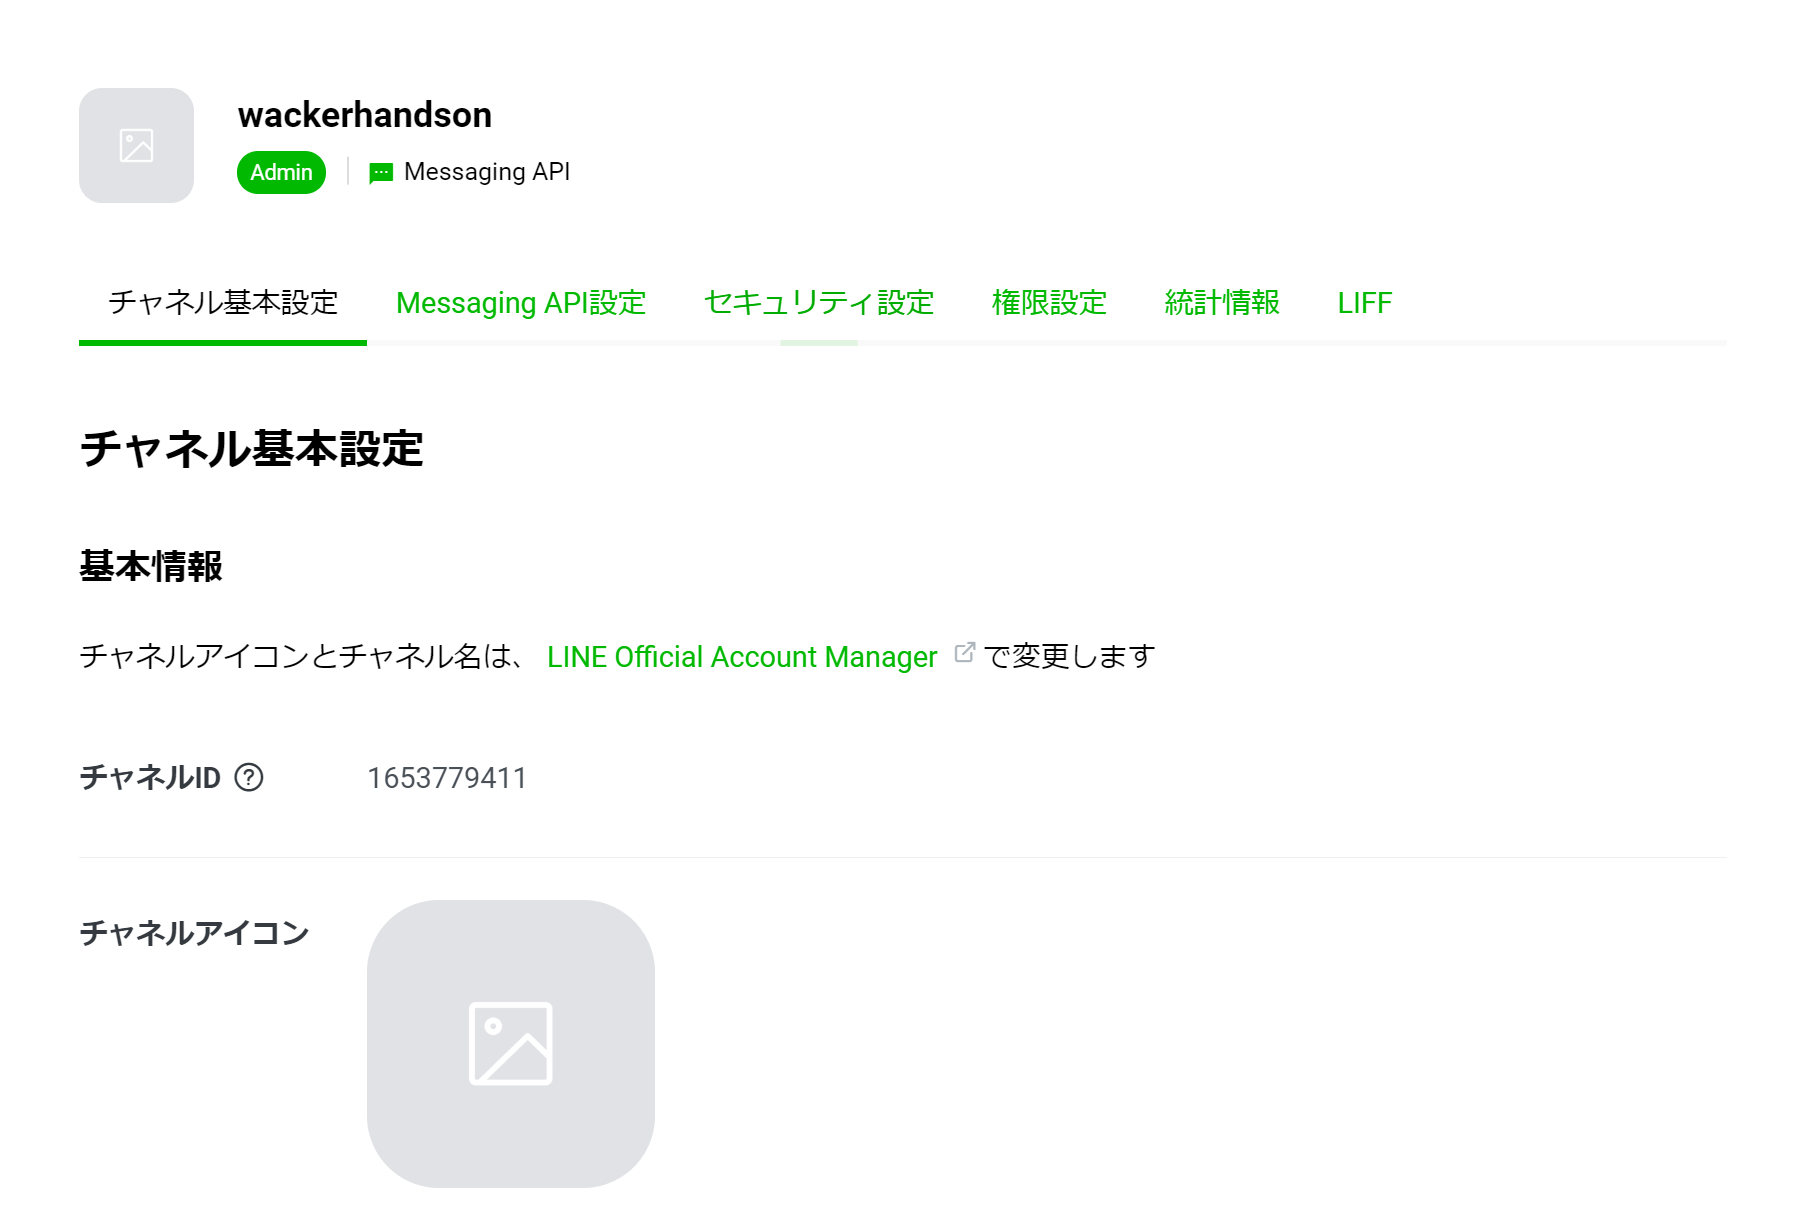 wackerhandson
Admin Messaging API
チャネル基本設定 Messaging API設定 セキュリティ設定 権限設定 統計情報 LIFF
チャネル基本設定
基本情報
チャネルアイコンとチャネル名は、 LINE Official Account Manager で変更します
チャネルID ? 1653779411
チャネルアイコン